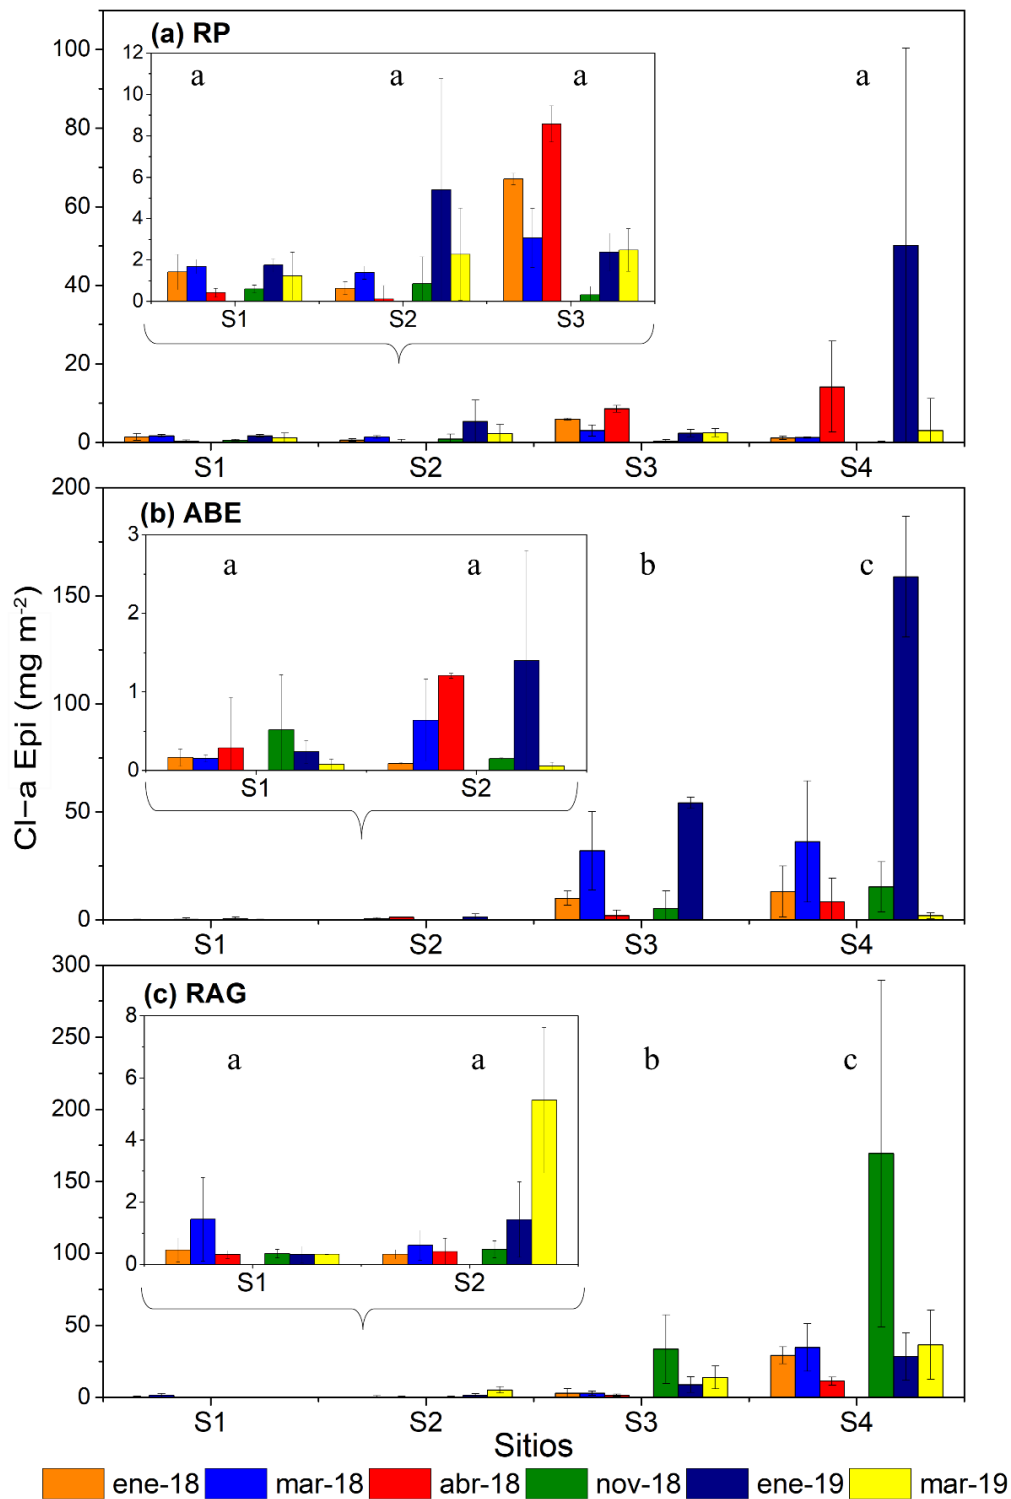 (a) RP
100
80
60
40
20
0
12
10
8
6
4
2
0
a a a a
S1 S2 S3
S1 S2 S3 S4
Cl−a Epi (mg m⁻²)
(b) ABE
200
150
100
50
0
3
2
1
0
a a b c
S1 S2
S1 S2 S3 S4
(c) RAG
300
250
200
150
100
50
0
8
6
4
2
0
a a b c
S1 S2
S1 S2 S3 S4
Sitios
ene-18 mar-18 abr-18 nov-18 ene-19 mar-19